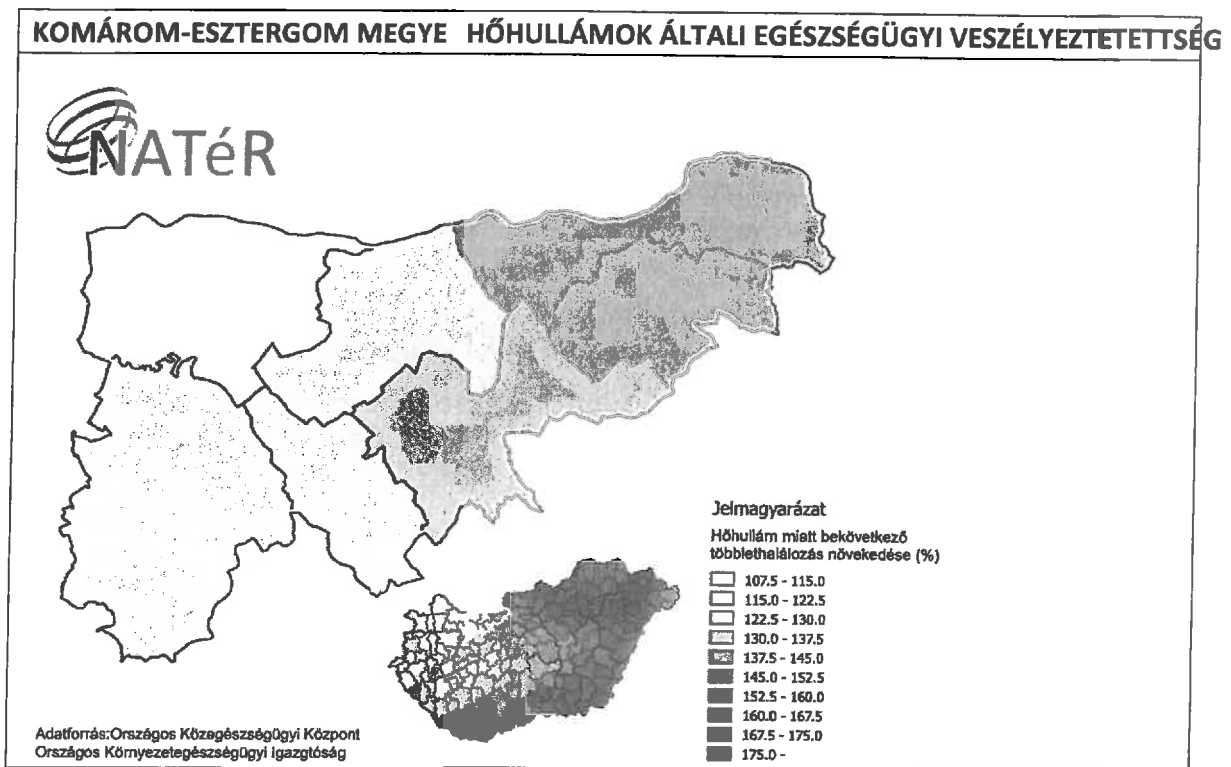 KOMÁROM-ESZTERGOM MEGYE HŐHULLÁMOK ÁLTALI EGÉSZSÉGÜGYI VESZÉLYEZTETETTSÉG
NATéR
Jelmagyarázat
Hőhullám miatt bekövetkező
többlethalálozás növekedése (%)
107.5 - 115.0
115.0 - 122.5
122.5 - 130.0
130.0 - 137.5
137.5 - 145.0
145.0 - 152.5
152.5 - 160.0
160.0 - 167.5
167.5 - 175.0
175.0 -
Adatforrás:Országos Közegészségügyi Központ
Országos Környezetegészségügyi Igazgtóság